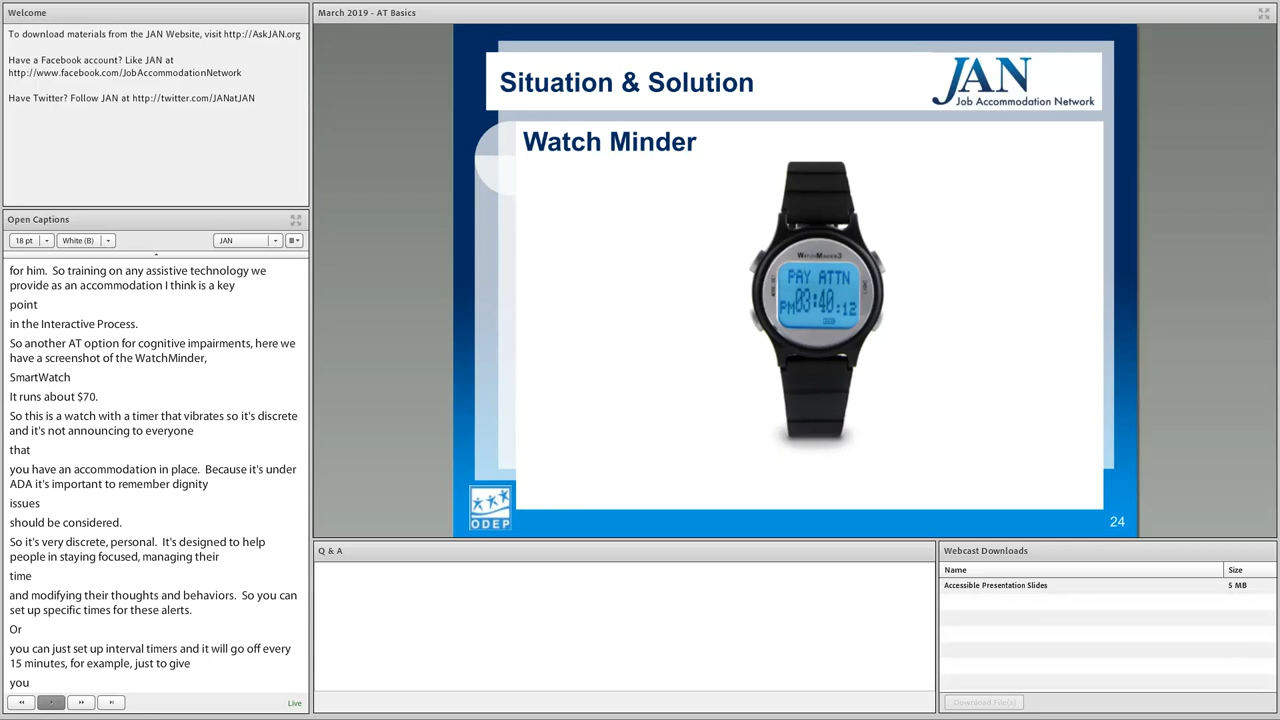 Welcome
To download materials from the JAN Website, visit http://AskJAN.org
Have a Facebook account? Like JAN at
http://www.facebook.com/JobAccommodationNetwork
Have Twitter? Follow JAN at http://twitter.com/JANatJAN
Open Captions
18 pt
White (B)
JAN
for him. So training on any assistive technology we
provide as an accommodation I think is a key
point
in the Interactive Process.
So another AT option for cognitive impairments, here we
have a screenshot of the WatchMinder,
SmartWatch
It runs about $70.
So this is a watch with a timer that vibrates so it's discrete
and it's not announcing to everyone
that
you have an accommodation in place. Because it's under
ADA it's important to remember dignity
issues
should be considered.
So it's very discrete, personal. It's designed to help
people in staying focused, managing their
time
and modifying their thoughts and behaviors. So you can
set up specific times for these alerts.
Or
you can just set up interval timers and it will go off every
15 minutes, for example, just to give
you
Live
March 2019 - AT Basics
Situation & Solution
JAN
Job Accommodation Network
Watch Minder
WATCHMINDER3
PAY ATTN
PM 03:40:12
ODEP
24
Q & A
Webcast Downloads
Name
Size
Accessible Presentation Slides
5 MB
Download File(s)